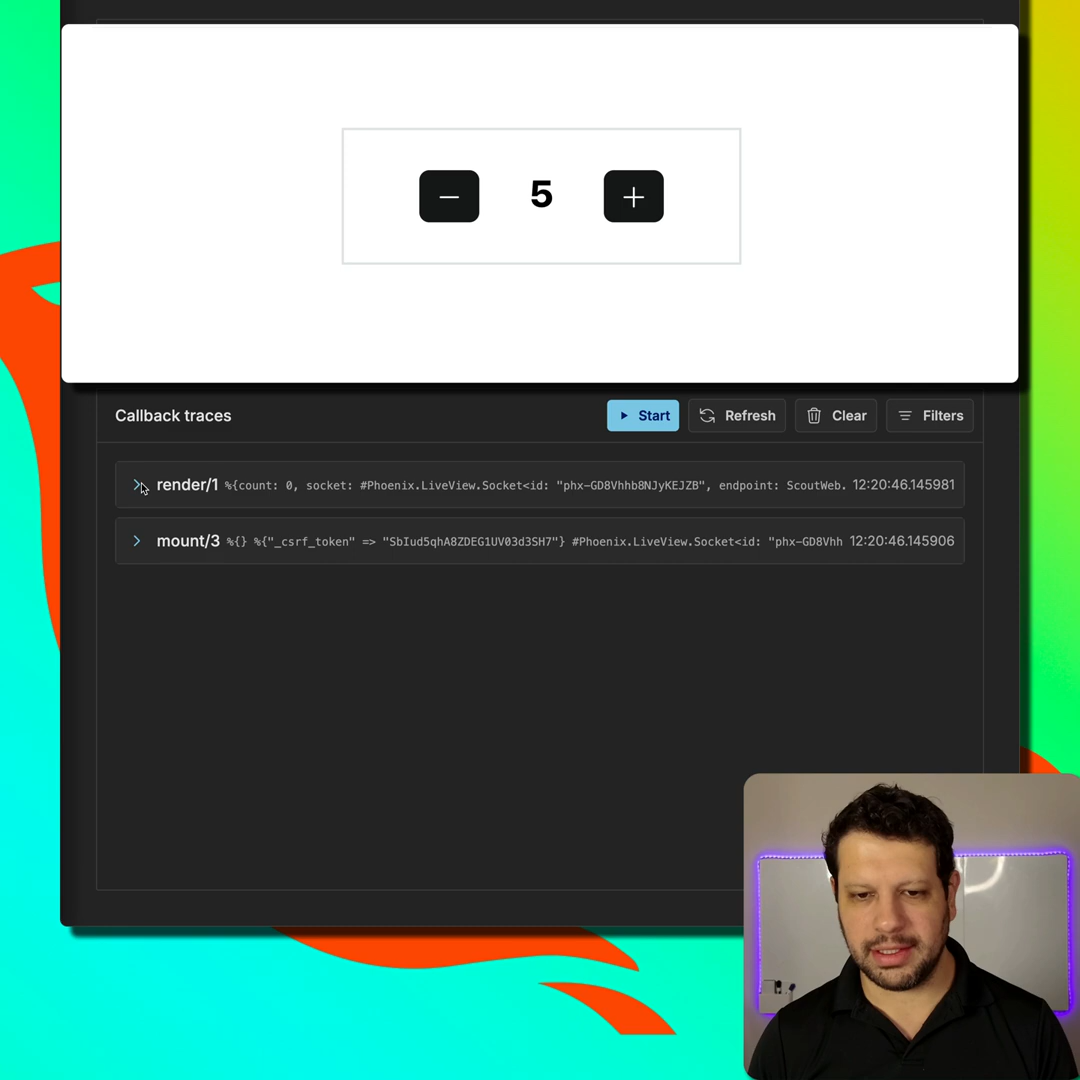 − 5 +
Callback traces Start Refresh Clear Filters
render/1 %{count: 0, socket: #Phoenix.LiveView.Socket<id: "phx-GD8Vhhb8NJyKEJZB", endpoint: ScoutWeb. 12:20:46.145981
mount/3 %{} %{"_csrf_token" => "SbIud5qhA8ZDEG1UV03d3SH7"} #Phoenix.LiveView.Socket<id: "phx-GD8Vhh 12:20:46.145906